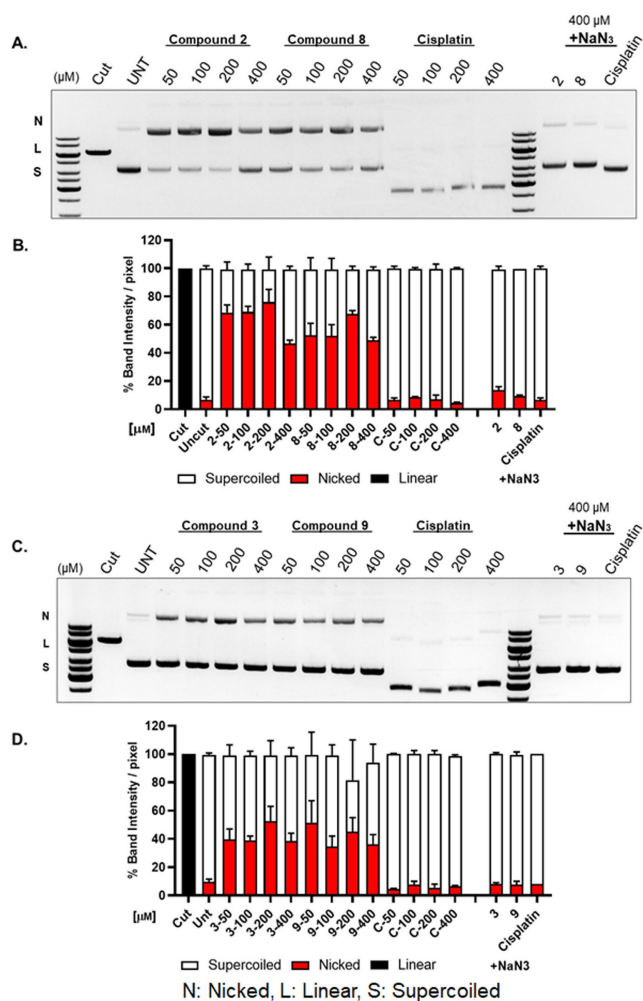 400 µM
A. Compound 2 Compound 8 Cisplatin +NaN3
(µM) Cut UNT 50 100 200 400 50 100 200 400 50 100 200 400 2 8 Cisplatin
N
L
S
B.
% Band Intensity / pixel
120
100
80
60
40
20
0
[µM] Cut Uncut 2-50 2-100 2-200 2-400 8-50 8-100 8-200 8-400 C-50 C-100 C-200 C-400 2 8 Cisplatin
Supercoiled Nicked Linear +NaN3
400 µM
C. Compound 3 Compound 9 Cisplatin +NaN3
(µM) Cut UNT 50 100 200 400 50 100 200 400 50 100 200 400 3 9 Cisplatin
N
L
S
D.
% Band Intensity / pixel
120
100
80
60
40
20
0
[µM] Cut Unt 3-50 3-100 3-200 3-400 9-50 9-100 9-200 9-400 C-50 C-100 C-200 C-400 3 9 Cisplatin
Supercoiled Nicked Linear +NaN3
N: Nicked, L: Linear, S: Supercoiled